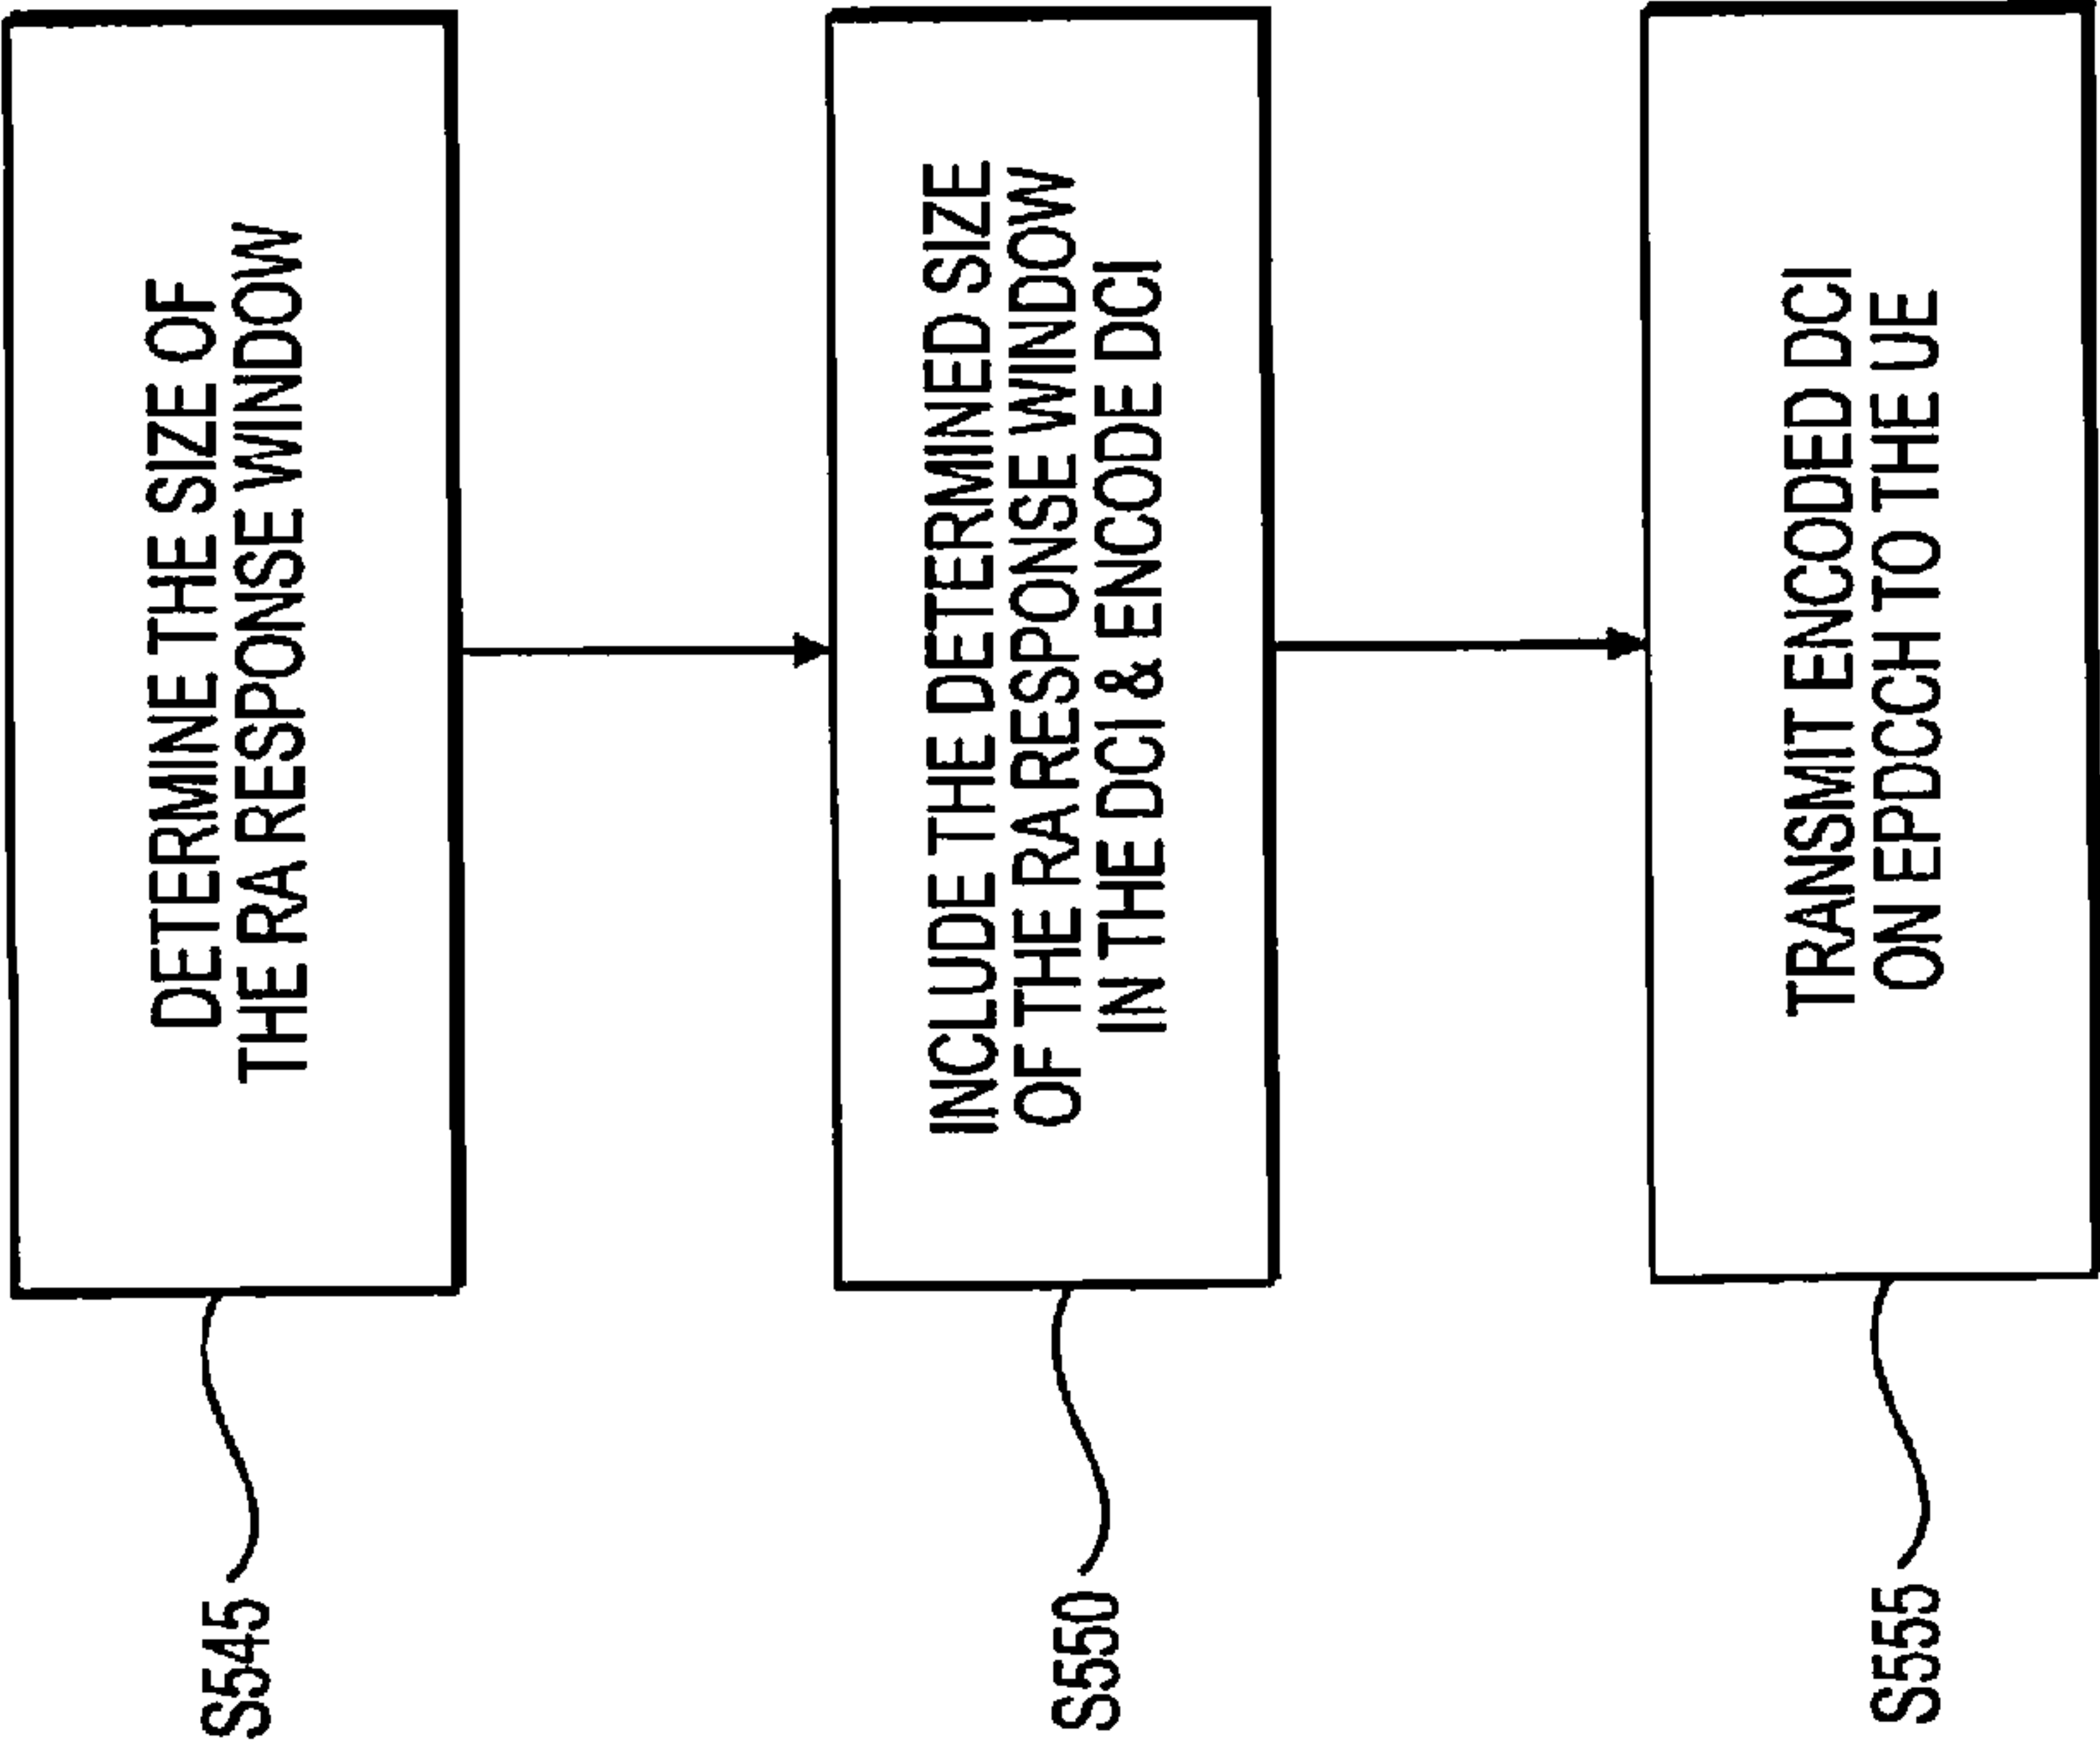 S545
DETERMINE THE SIZE OF
THE RA RESPONSE WINDOW
S550
INCLUDE THE DETERMINED SIZE
OF THE RA RESPONSE WINDOW
IN THE DCI & ENCODE DCI
S555
TRANSMIT ENCODED DCI
ON EPDCCH TO THE UE